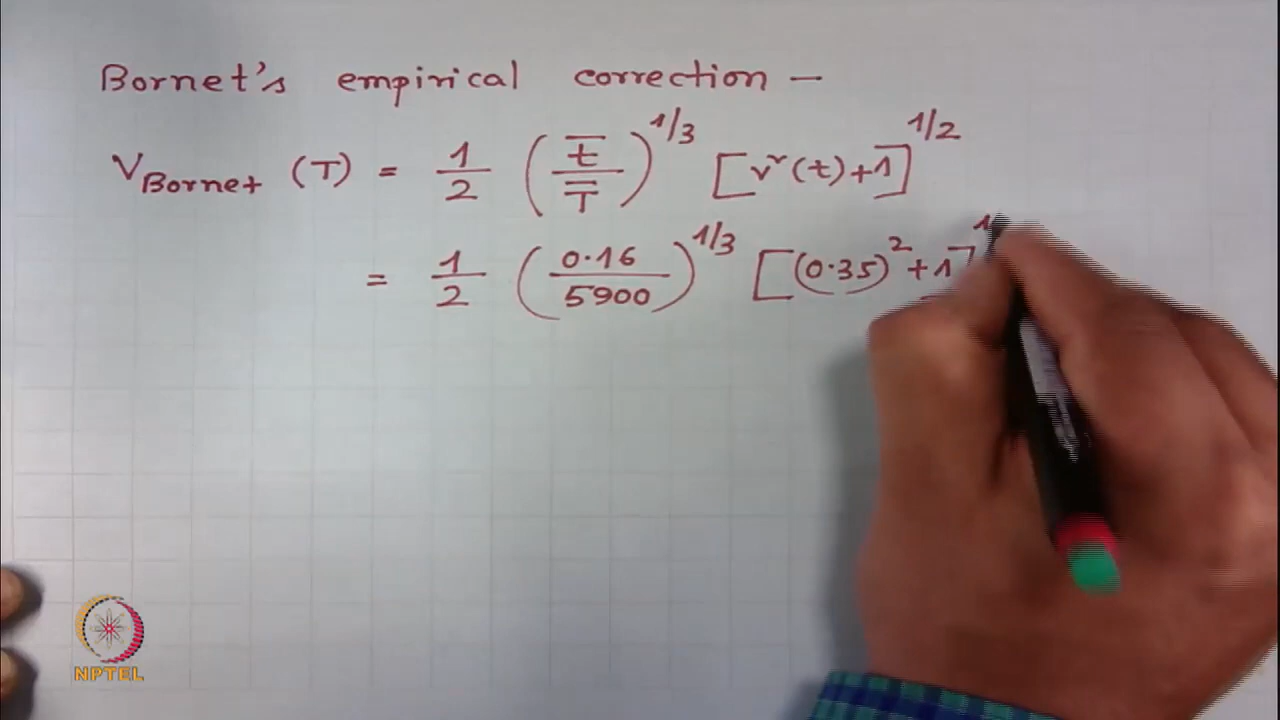 Bornet's empirical correction —
V_Bornet (T) = 1/2 (t̅/T̿)^1/3 [v^r(t)+1]^1/2
= 1/2 (0.16/5900)^1/3 [(0.35)^2+1]^1
NPTEL